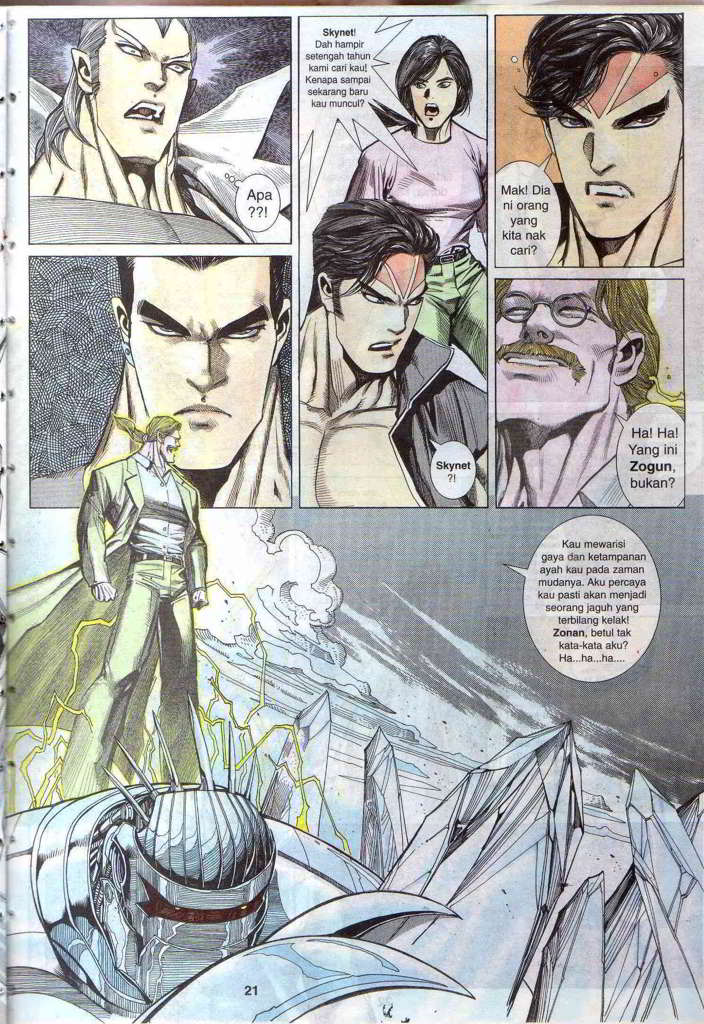 Apa
??!
Skynet!
Dah hampir
setengah tahun
kami cari kau!
Kenapa sampai
sekarang baru
kau muncul?
Skynet
?!
Mak! Dia
ni orang
yang
kita nak
cari?
Ha! Ha!
Yang ini
Zogun,
bukan?
Kau mewarisi
gaya dan ketampanan
ayah kau pada zaman
mudanya. Aku percaya
kau pasti akan menjadi
seorang jaguh yang
terbilang kelak!
Zonan, betul tak
kata-kata aku?
Ha...ha...ha....
21